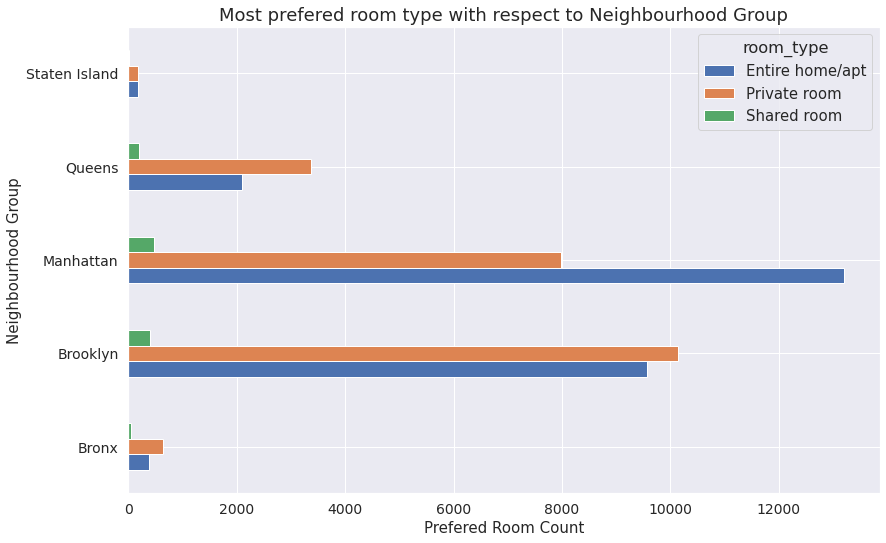 Most prefered room type with respect to Neighbourhood Group
room_type
Entire home/apt
Private room
Shared room
Neighbourhood Group
Staten Island
Queens
Manhattan
Brooklyn
Bronx
0 2000 4000 6000 8000 10000 12000
Prefered Room Count